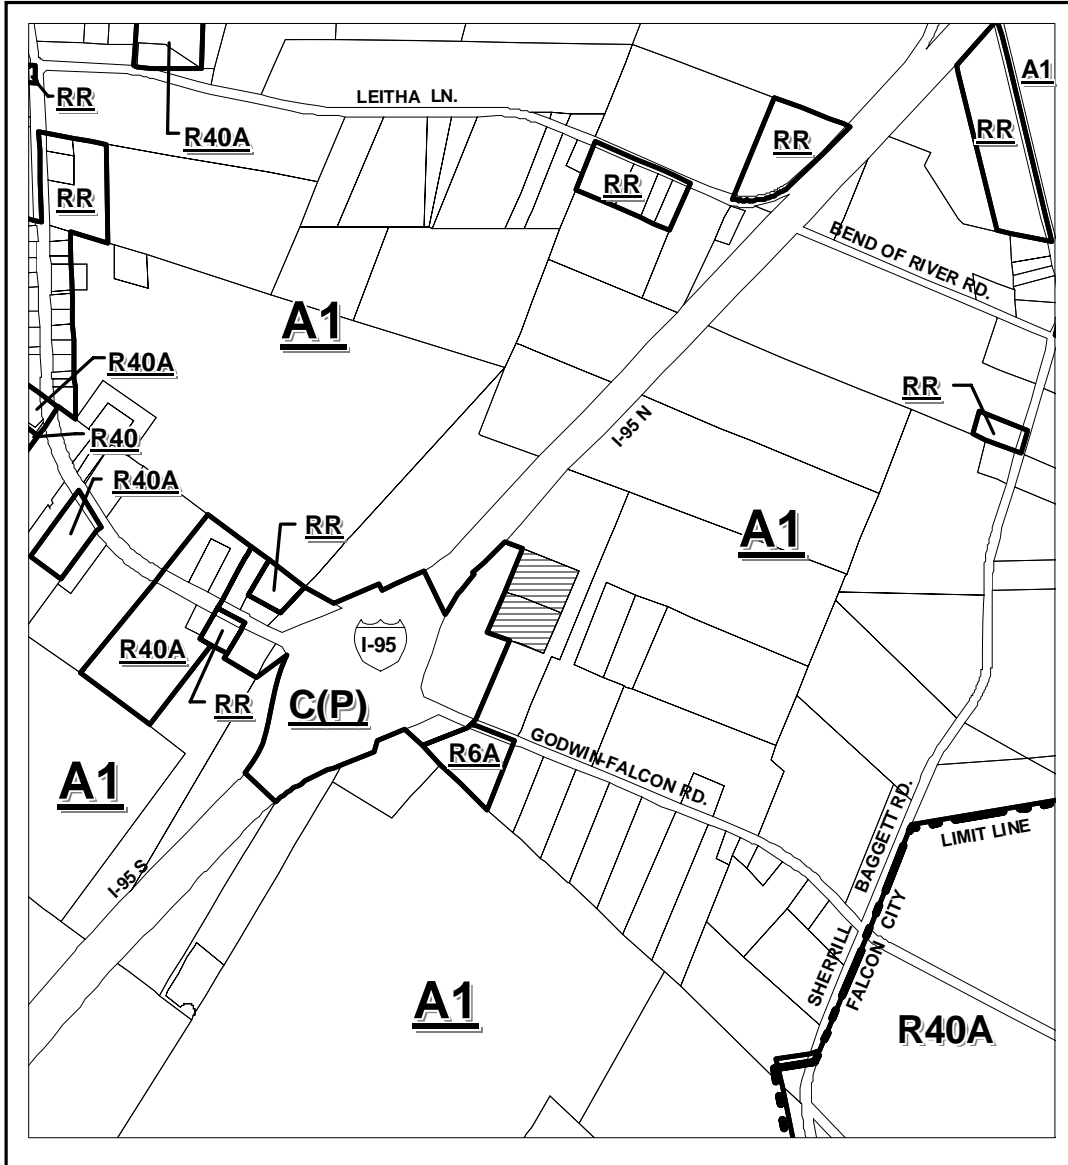 A1
RR
LEITHA LN.
RR
R40A
RR
RR
RR
BEND OF RIVER RD.
A1
R40A
RR
R40
I-95 N
R40A
A1
RR
I-95
R40A
RR
C(P)
GODWIN-FALCON RD.
R6A
A1
BAGGETT RD.
LIMIT LINE
I-95 S
FALCON CITY
SHERRILL
A1
R40A